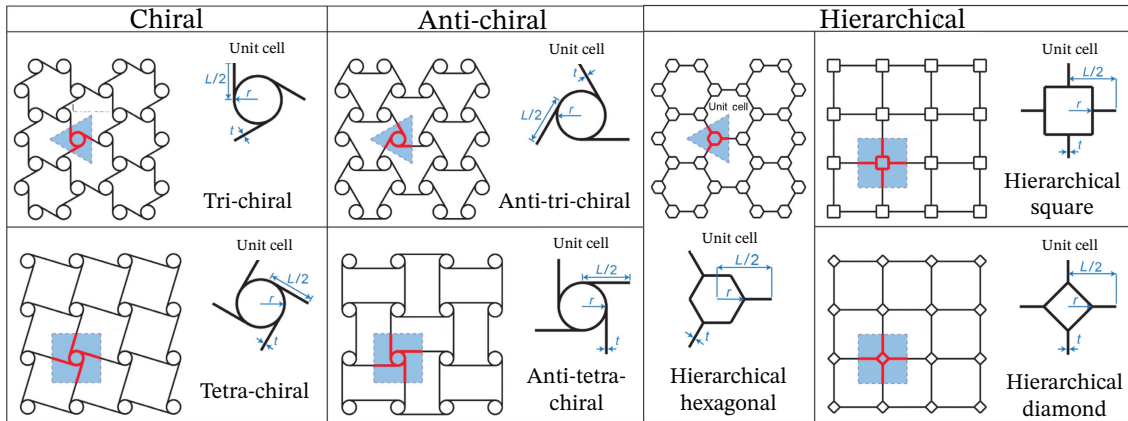 Chiral
Anti-chiral
Hierarchical
Unit cell
L/2
r
t
Tri-chiral
Unit cell
t
L/2
r
Anti-tri-chiral
Unit cell
Unit cell
L/2
r
t
Hierarchical
square
Unit cell
L/2
r
t
Tetra-chiral
Unit cell
L/2
r
t
Anti-tetra-
chiral
Unit cell
L/2
r
t
Hierarchical
hexagonal
Unit cell
L/2
r
t
Hierarchical
diamond